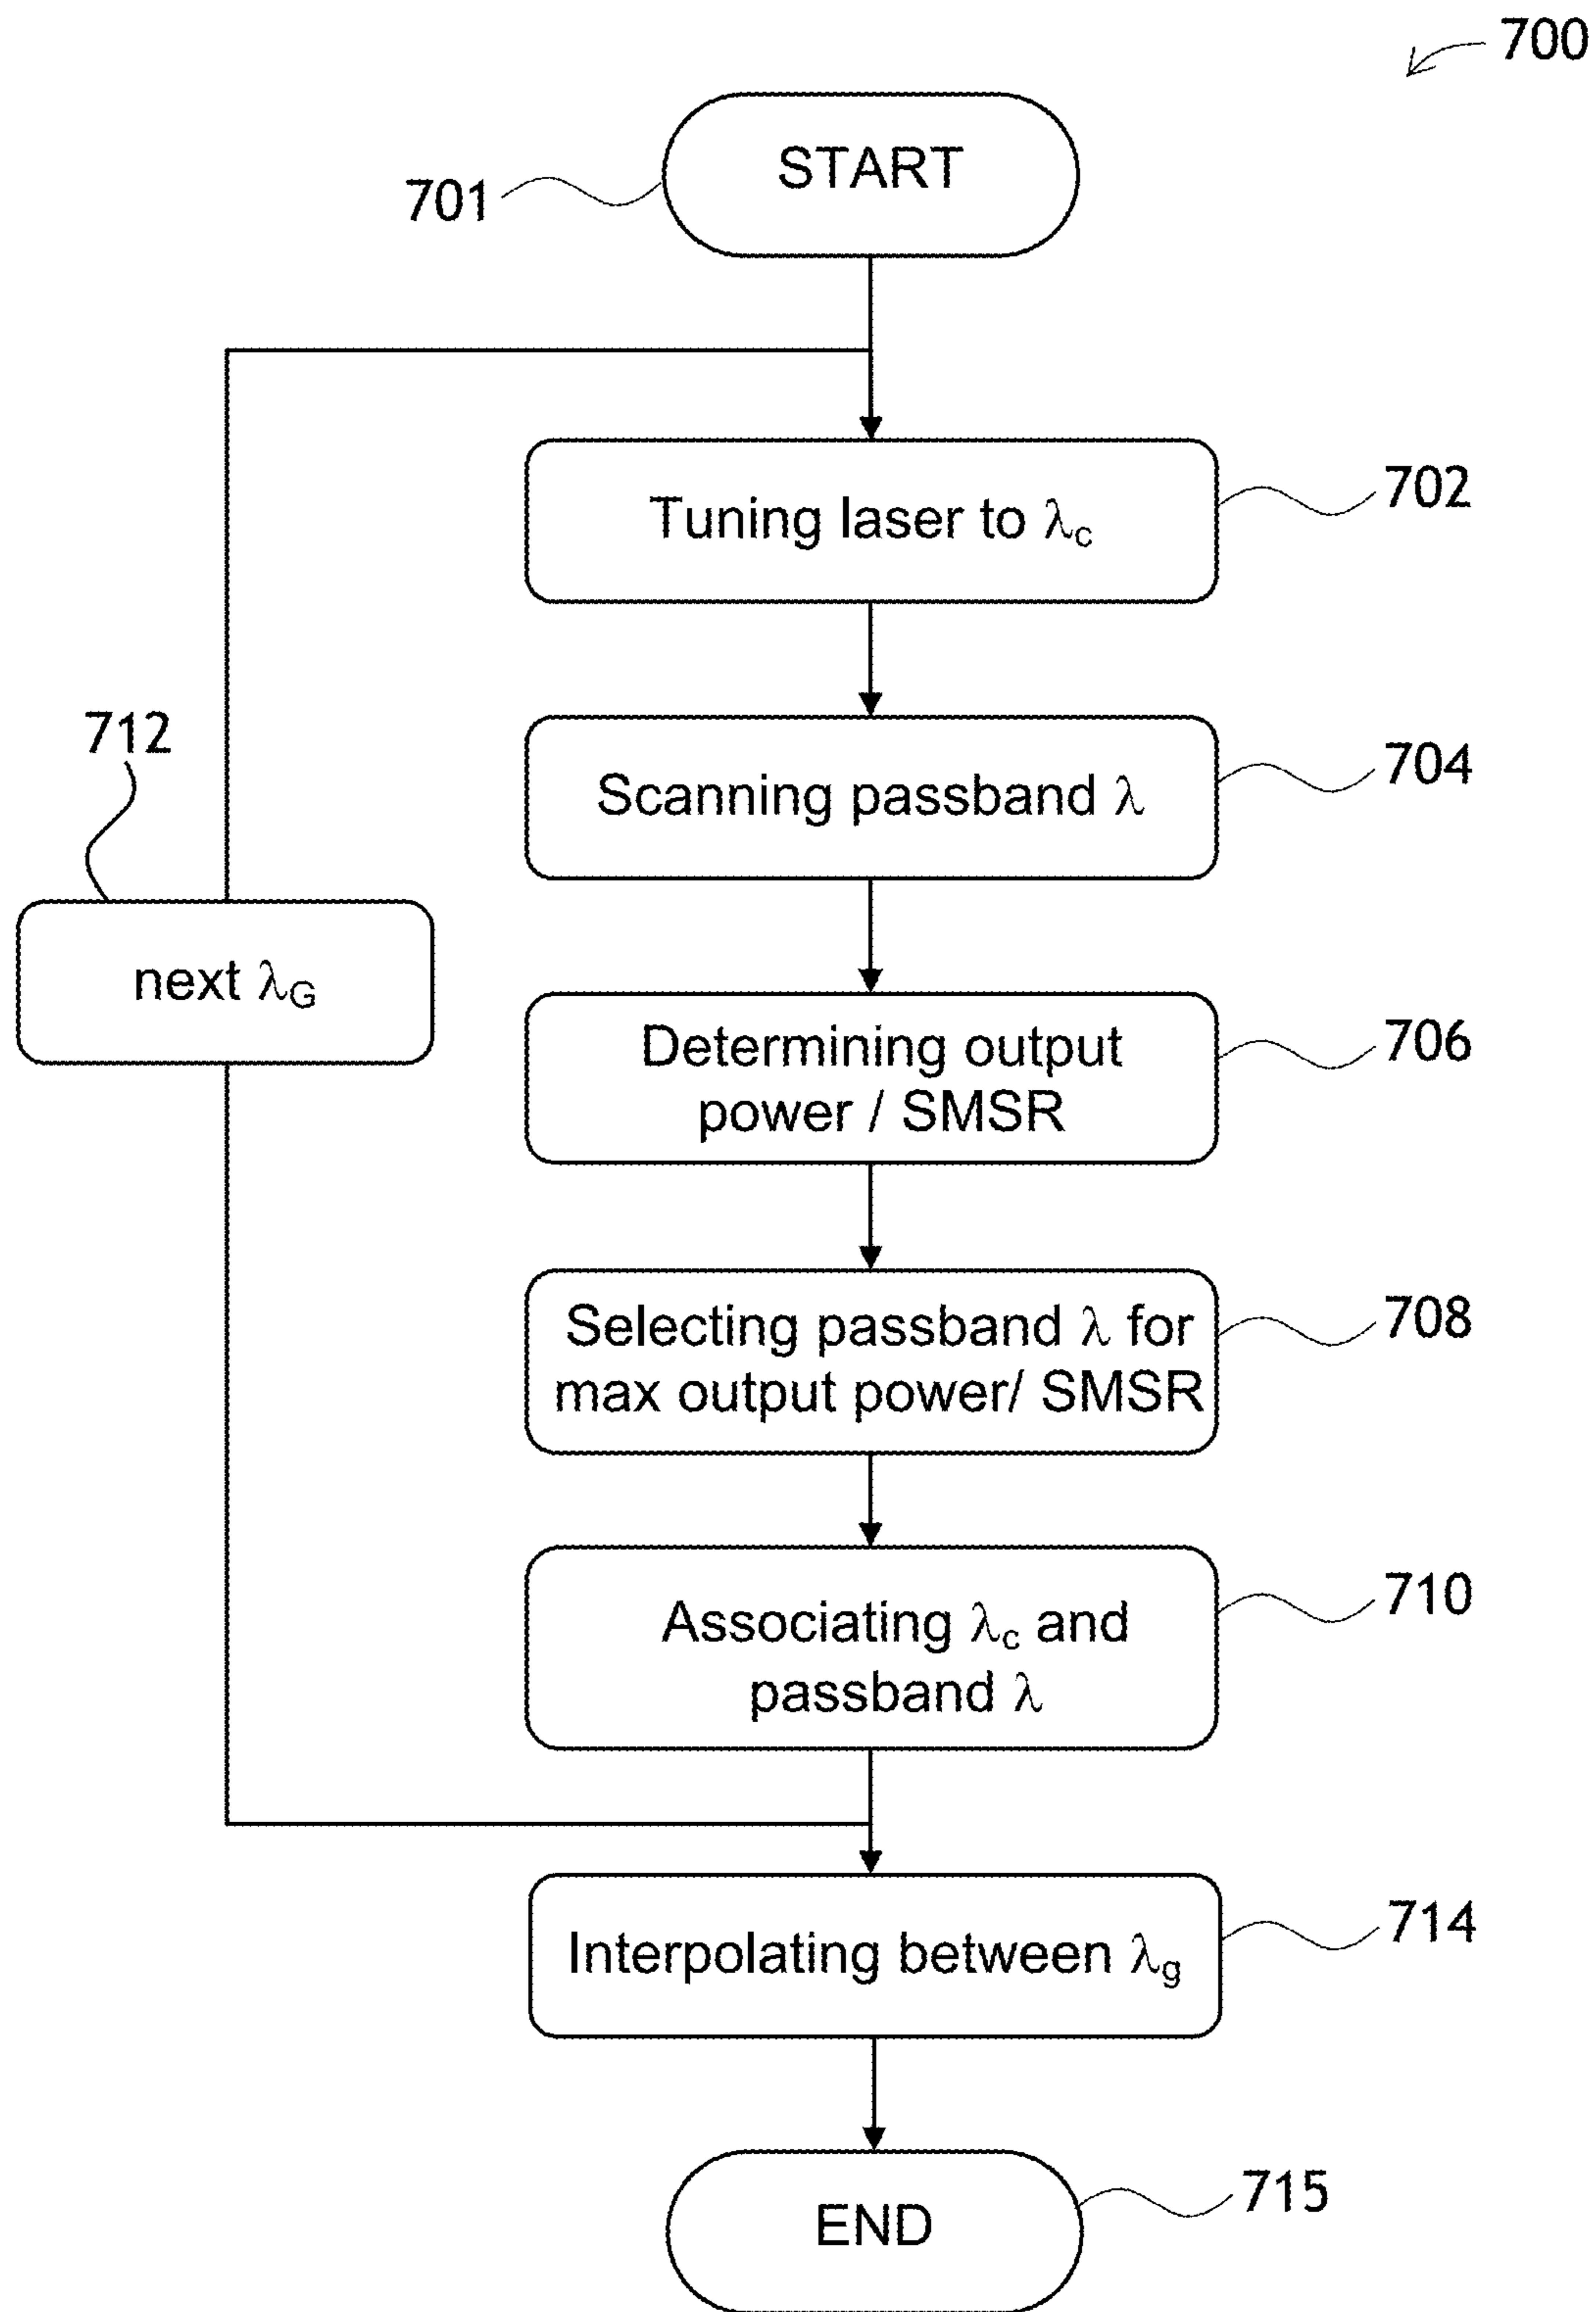 700
START
701
Tuning laser to λc
702
Scanning passband λ
704
712
next λG
Determining output
power / SMSR
706
Selecting passband λ for
max output power/ SMSR
708
Associating λc and
passband λ
710
Interpolating between λg
714
END
715